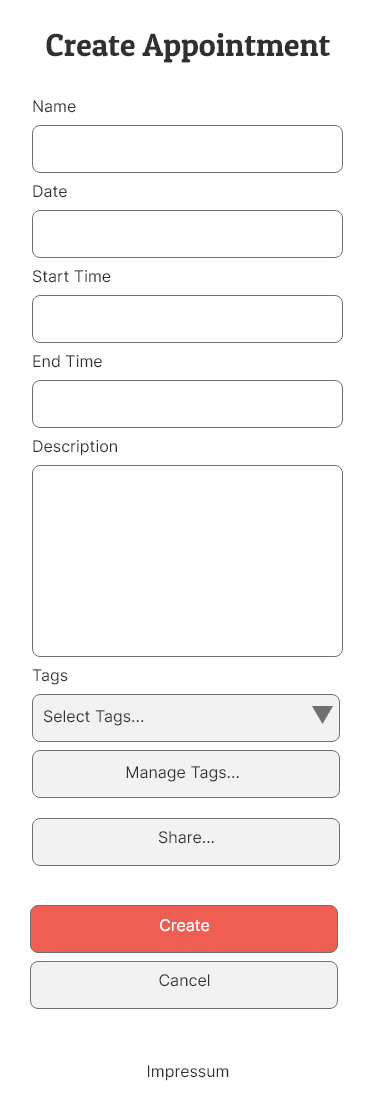 Create Appointment
Name
Date
Start Time
End Time
Description
Tags
Select Tags...
Manage Tags...
Share...
Create
Cancel
Impressum